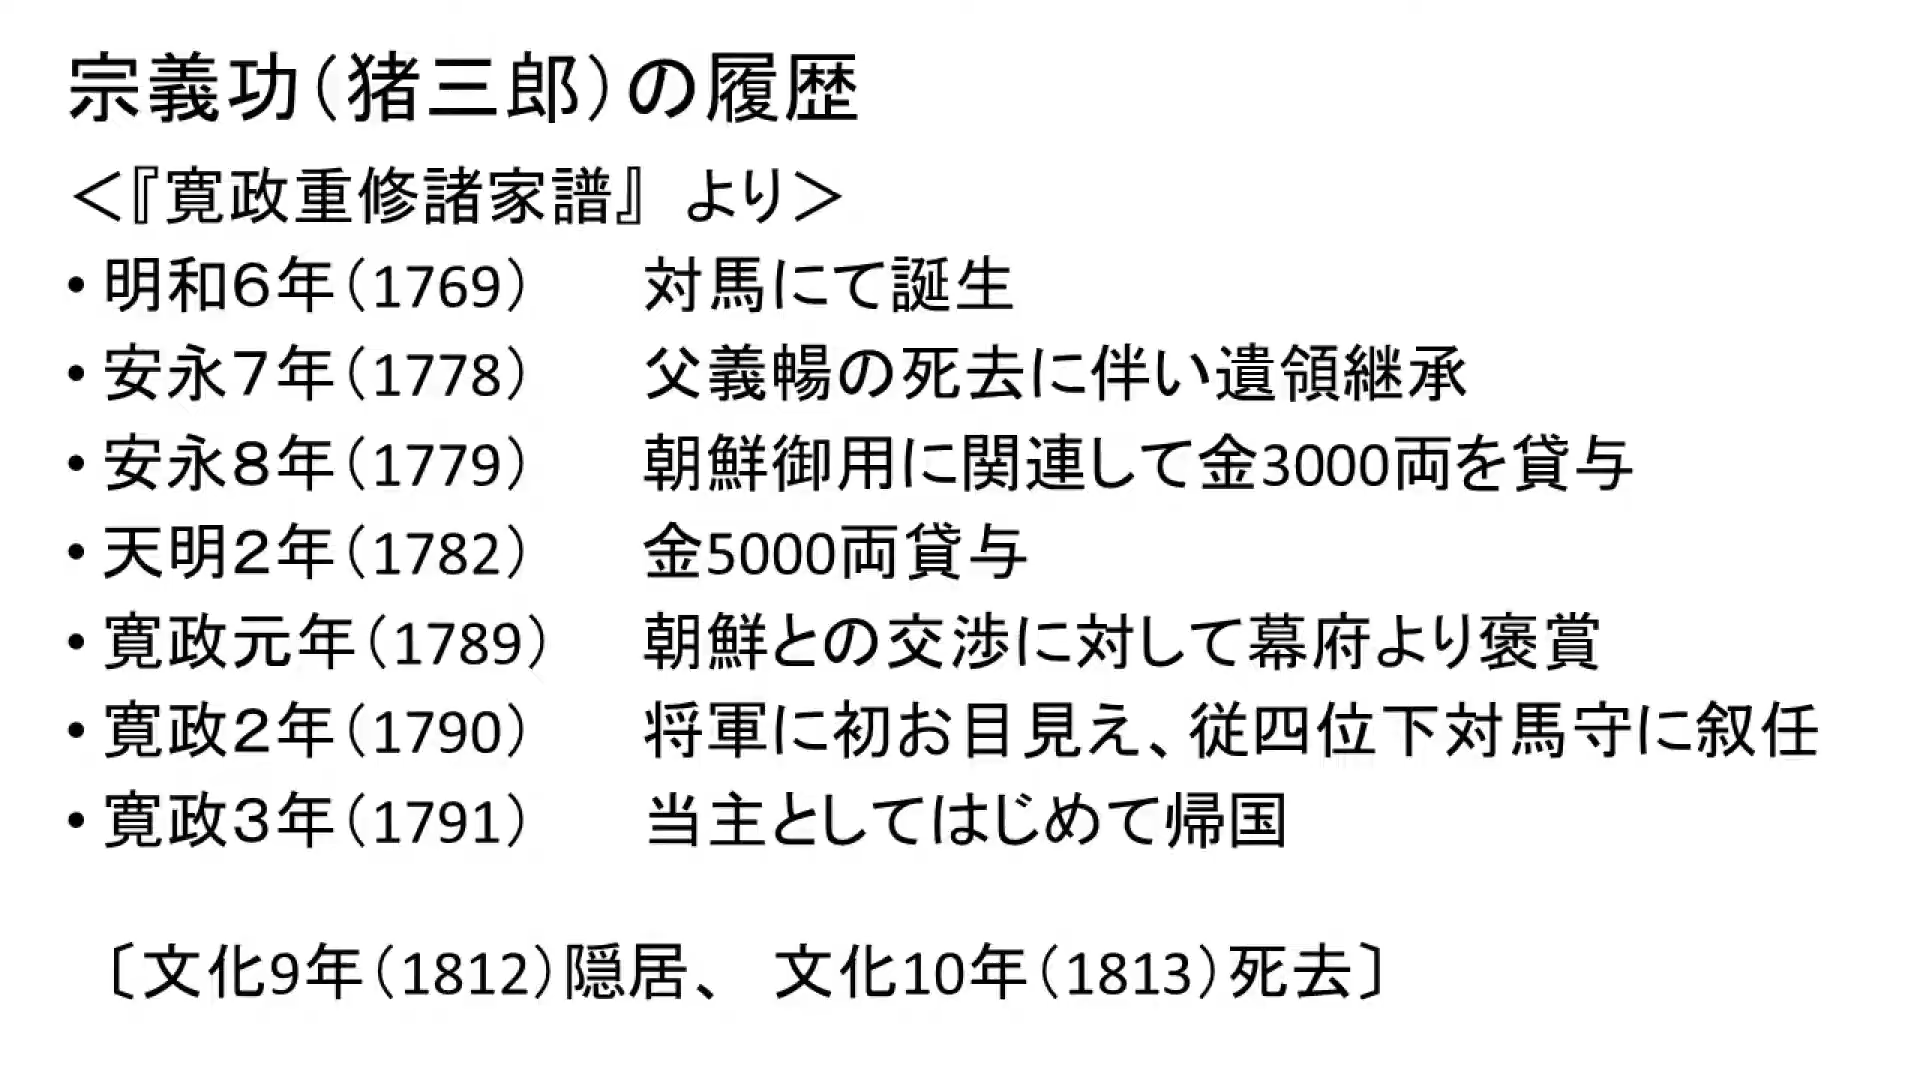 宗義功（猪三郎）の履歴
＜『寛政重修諸家譜』より＞
• 明和６年（1769） 対馬にて誕生
• 安永７年（1778） 父義暢の死去に伴い遺領継承
• 安永８年（1779） 朝鮮御用に関連して金3000両を貸与
• 天明２年（1782） 金5000両貸与
• 寛政元年（1789） 朝鮮との交渉に対して幕府より褒賞
• 寛政２年（1790） 将軍に初お目見え、従四位下対馬守に叙任
• 寛政３年（1791） 当主としてはじめて帰国
〔文化9年（1812）隠居、 文化10年（1813）死去〕